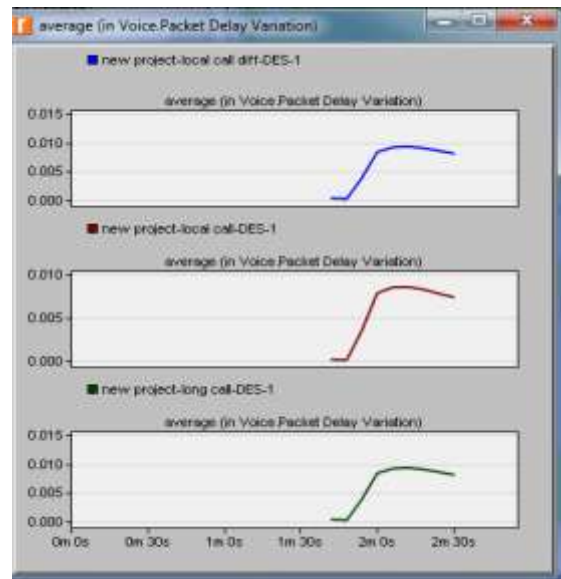 average (in Voice.Packet Delay Variation)
new project-local call diff-DES-1
average (in Voice.Packet Delay Variation)
0.015
0.010
0.005
0.000
new project-local call-DES-1
average (in Voice.Packet Delay Variation)
0.010
0.005
0.000
new project-long call-DES-1
average (in Voice.Packet Delay Variation)
0.015
0.010
0.005
0.000
0m 0s 0m 30s 1m 0s 1m 30s 2m 0s 2m 30s